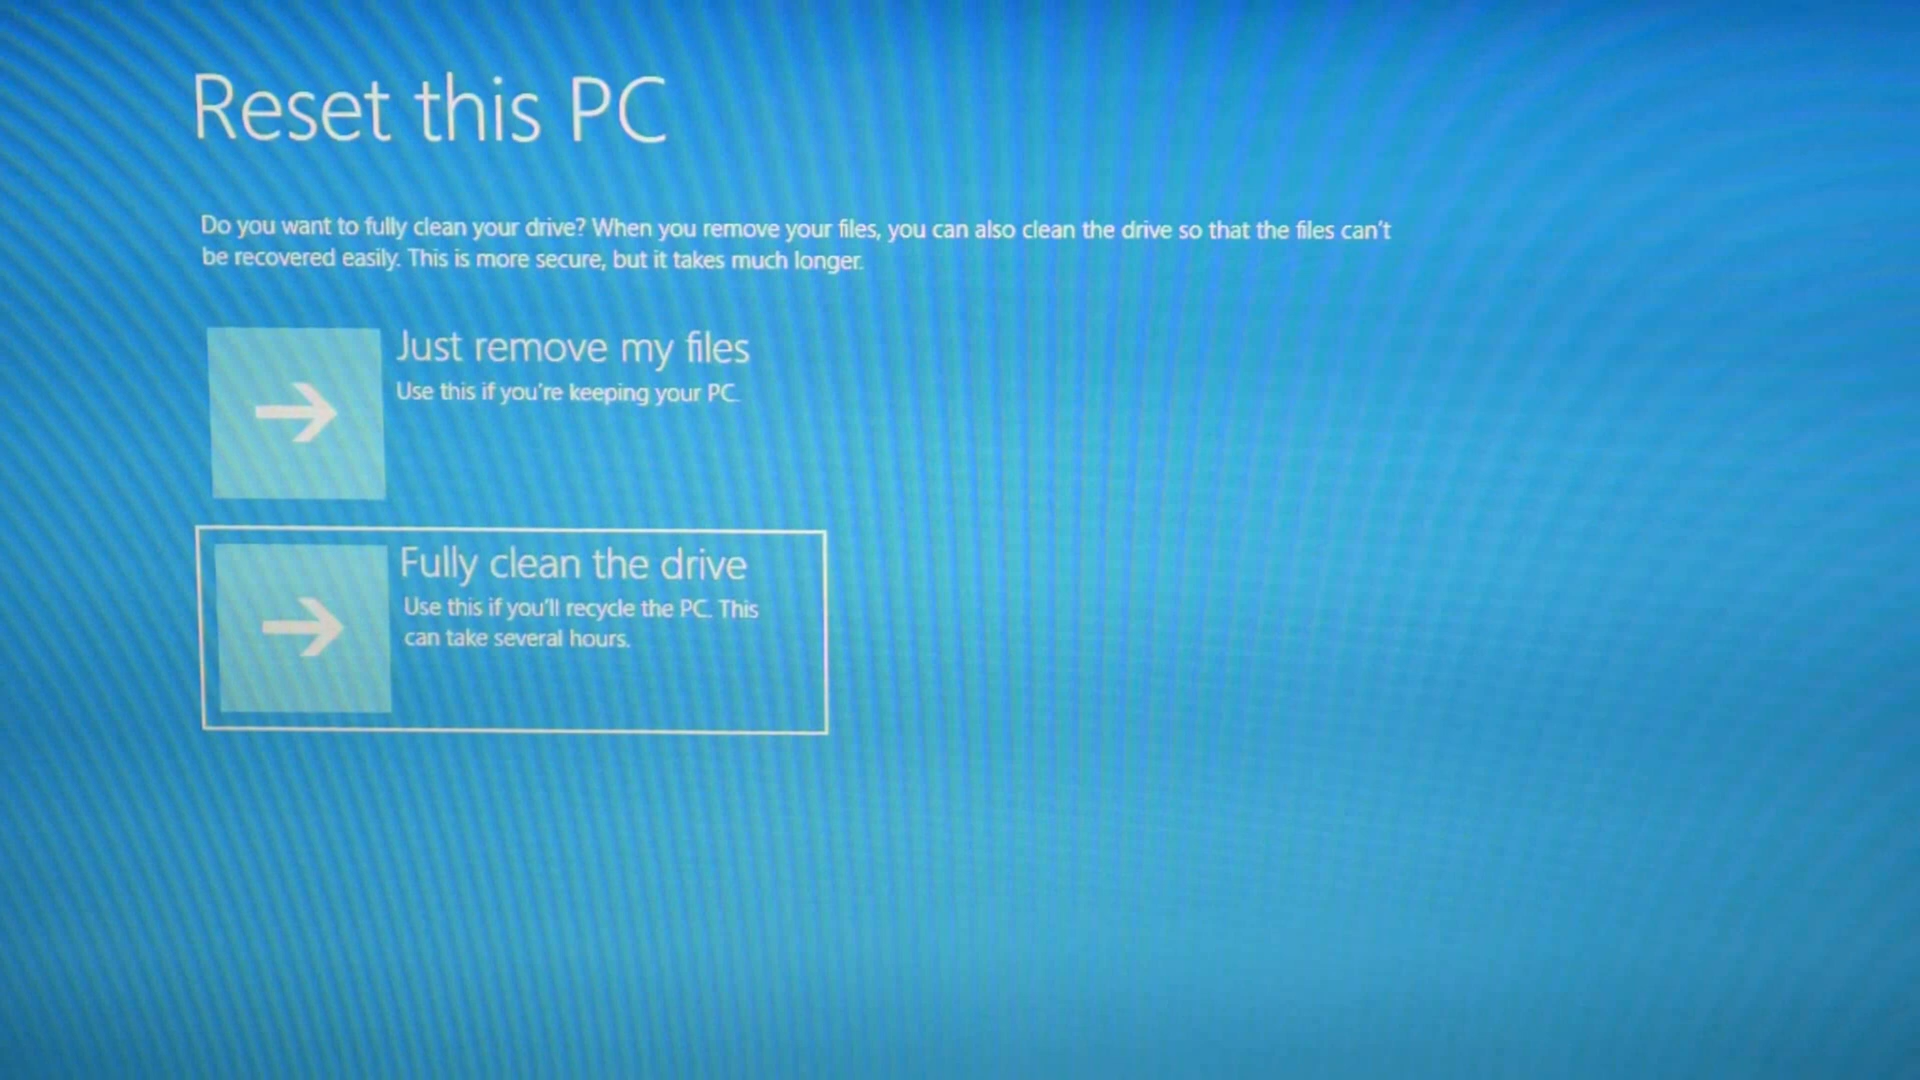 Reset this PC
Do you want to fully clean your drive? When you remove your files, you can also clean the drive so that the files can't
be recovered easily. This is more secure, but it takes much longer.
Just remove my files
Use this if you're keeping your PC.
Fully clean the drive
Use this if you'll recycle the PC. This
can take several hours.